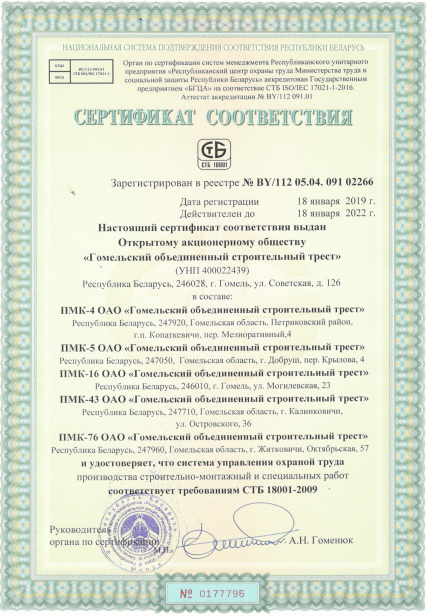 НАЦИОНАЛЬНАЯ СИСТЕМА ПОДТВЕРЖДЕНИЯ СООТВЕТСТВИЯ РЕСПУБЛИКИ БЕЛАРУСЬ
Орган по сертификации систем менеджмента Республиканского унитарного
предприятия «Республиканский центр охраны труда Министерства труда и
социальной защиты Республики Беларусь» аккредитован Государственным
предприятием «БГЦА» на соответствие СТБ ISO/IEC 17021-1-2016.
Аттестат аккредитации № BY/112 091.01
СЕРТИФИКАТ СООТВЕТСТВИЯ
СТБ
СТБ 18001
Зарегистрирован в реестре № BY/112 05.04. 091 02266
Дата регистрации 18 января 2019 г.
Действителен до 18 января 2022 г.
Настоящий сертификат соответствия выдан
Открытому акционерному обществу
«Гомельский объединенный строительный трест»
(УНП 400022439)
Республика Беларусь, 246028, г. Гомель, ул. Советская, д. 126
в составе:
ПМК-4 ОАО «Гомельский объединенный строительный трест»
Республика Беларусь, 247920, Гомельская область, Петриковский район,
г.п. Копаткевичи, пер. Мелиоративный,4
ПМК-5 ОАО «Гомельский объединенный строительный трест»
Республика Беларусь, 247050, Гомельская область, г. Добруш, пер. Крылова, 4
ПМК-16 ОАО «Гомельский объединенный строительный трест»
Республика Беларусь, 246010, г. Гомель, ул. Могилевская, 23
ПМК-43 ОАО «Гомельский объединенный строительный трест»
Республика Беларусь, 247710, Гомельская область, г. Калинковичи,
ул. Островского, 36
ПМК-76 ОАО «Гомельский объединенный строительный трест»
Республика Беларусь, 247960, Гомельская область, г. Житковичи, Октябрьская, 57
и удостоверяет, что система управления охраной труда
производства строительно-монтажный и специальных работ
соответствует требованиям СТБ 18001-2009
Руководитель
органа по сертификации А.Н. Гоменюк
М.П.
№ 0177796